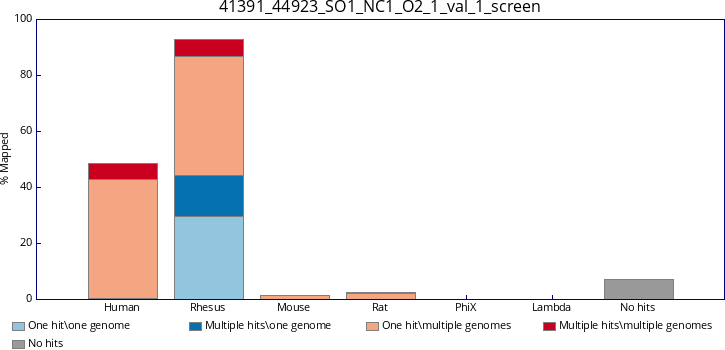 41391_44923_SO1_NC1_O2_1_val_1_screen
100
80
60
40
20
0
% Mapped
Human Rhesus Mouse Rat PhiX Lambda No hits
One hit\one genome Multiple hits\one genome One hit\multiple genomes Multiple hits\multiple genomes
No hits